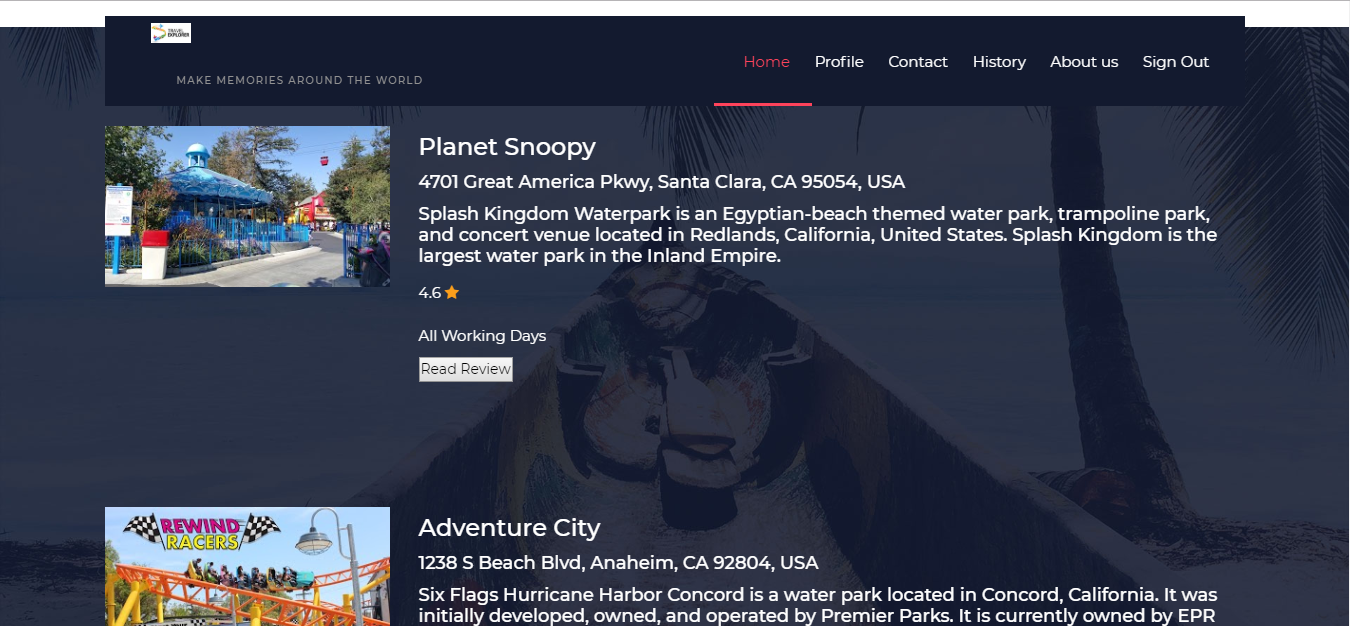 TRAVEL
EXPLORER
MAKE MEMORIES AROUND THE WORLD
Home Profile Contact History About us Sign Out
Planet Snoopy
4701 Great America Pkwy, Santa Clara, CA 95054, USA
Splash Kingdom Waterpark is an Egyptian-beach themed water park, trampoline park,
and concert venue located in Redlands, California, United States. Splash Kingdom is the
largest water park in the Inland Empire.
4.6
All Working Days
Read Review
REWIND
RACERS
Adventure City
1238 S Beach Blvd, Anaheim, CA 92804, USA
Six Flags Hurricane Harbor Concord is a water park located in Concord, California. It was
initially developed, owned, and operated by Premier Parks. It is currently owned by EPR